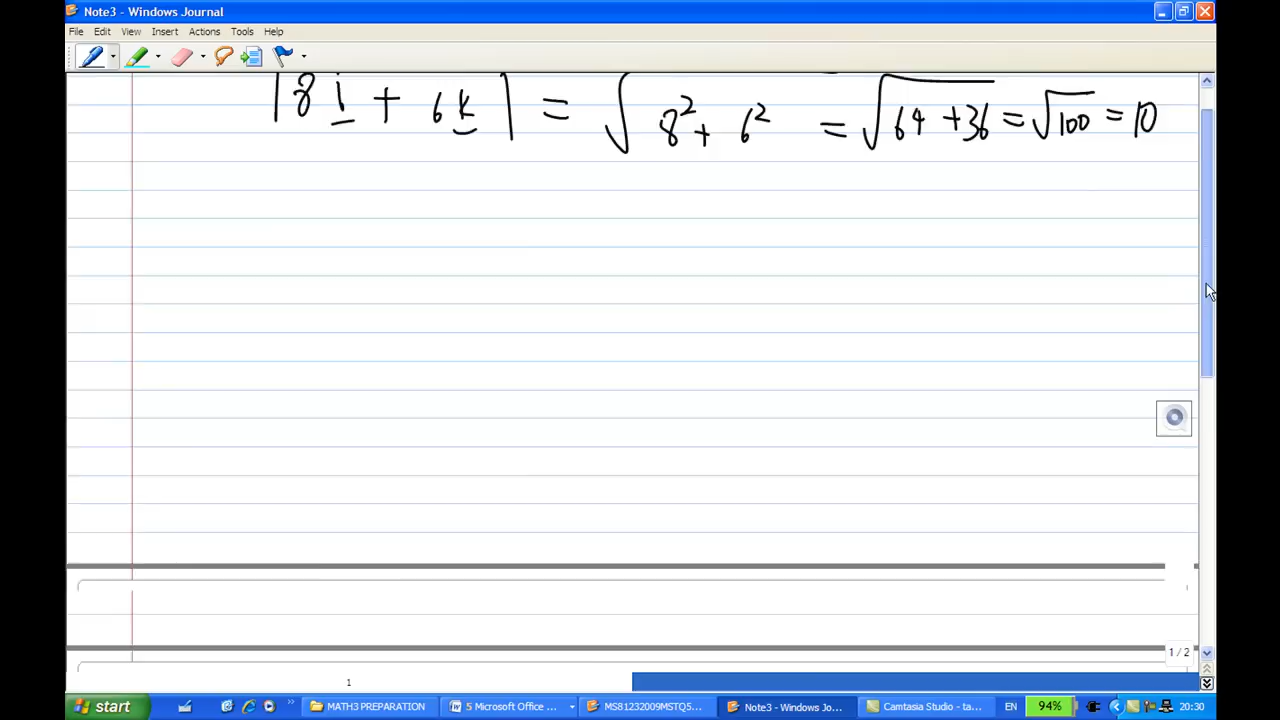 Note3 - Windows Journal
File Edit View Insert Actions Tools Help
|8i + 6k| = √8² + 6² = √64 + 36 = √100 = 10
1 / 2
1
start MATH3 PREPARATION 5 Microsoft Office ... MS81232009MSTQ5... Note3 - Windows Jo... Camtasia Studio - ta... EN 94% 20:30